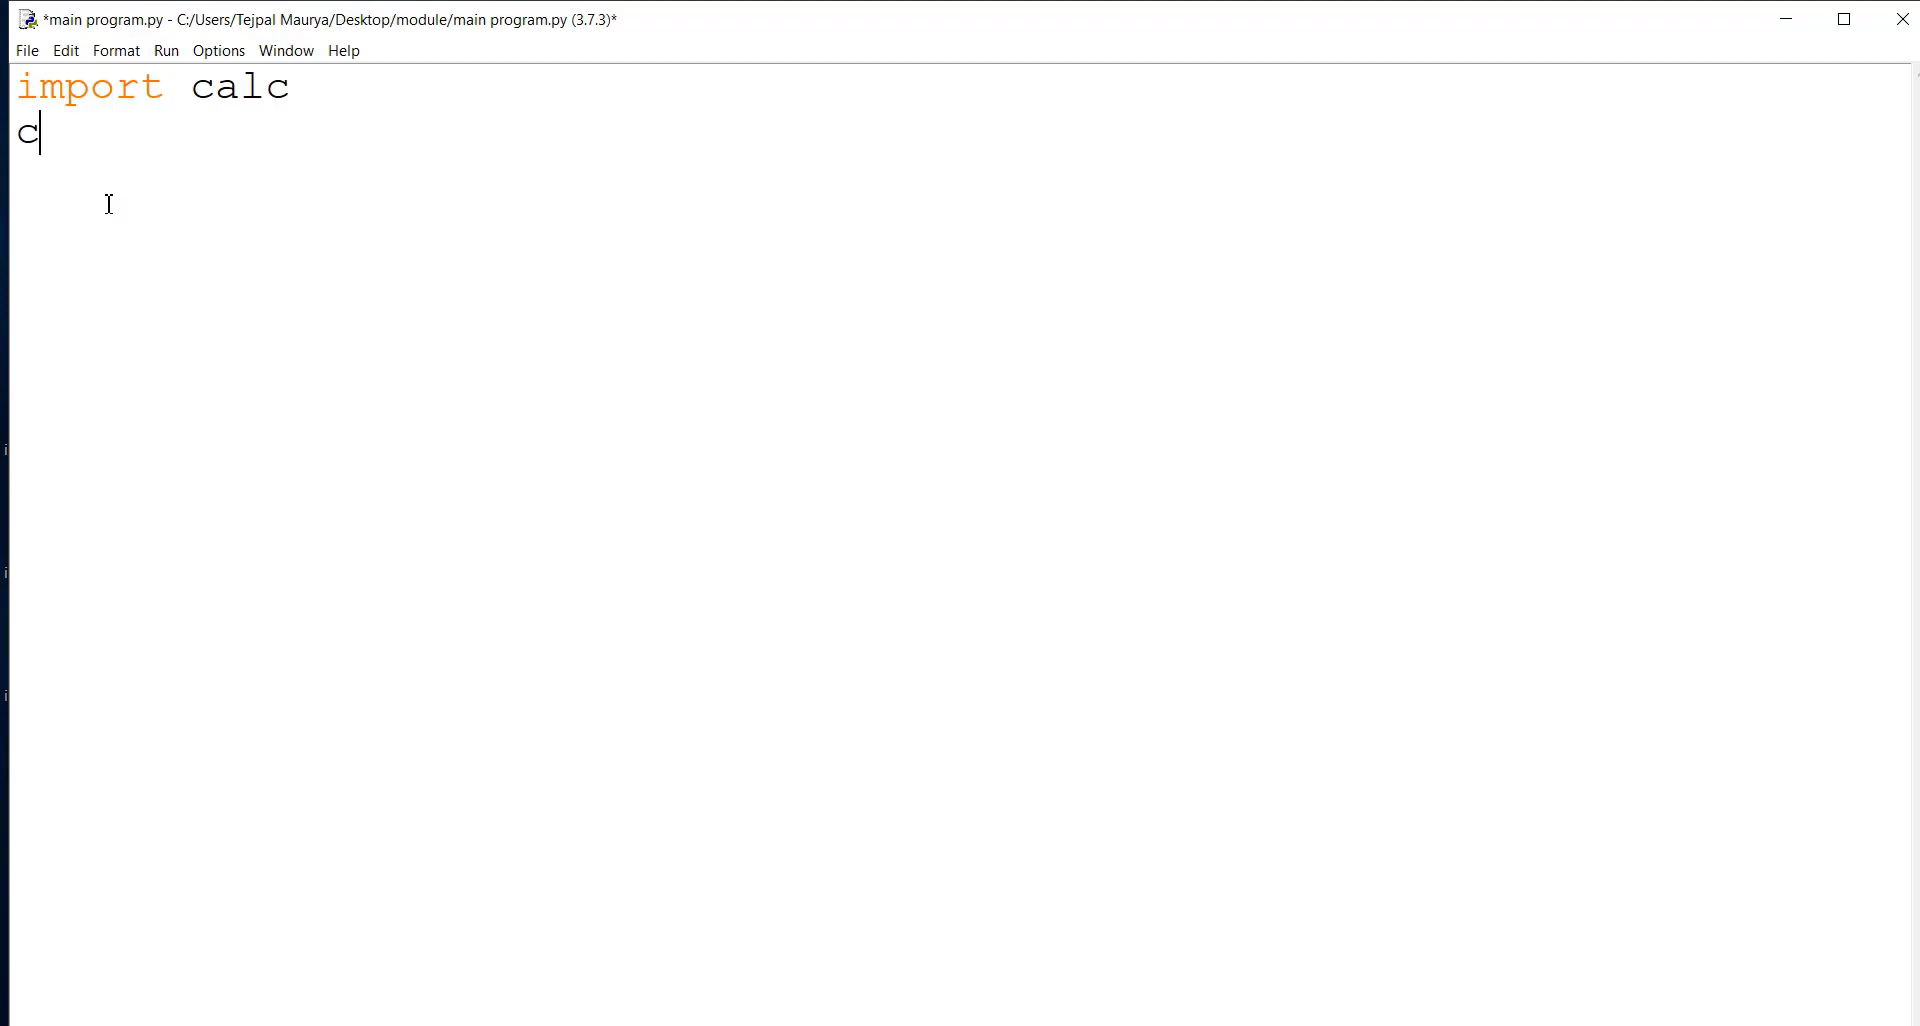 *main program.py - C:/Users/Tejpal Maurya/Desktop/module/main program.py (3.7.3)*
File Edit Format Run Options Window Help
import calc
c
i
i
i